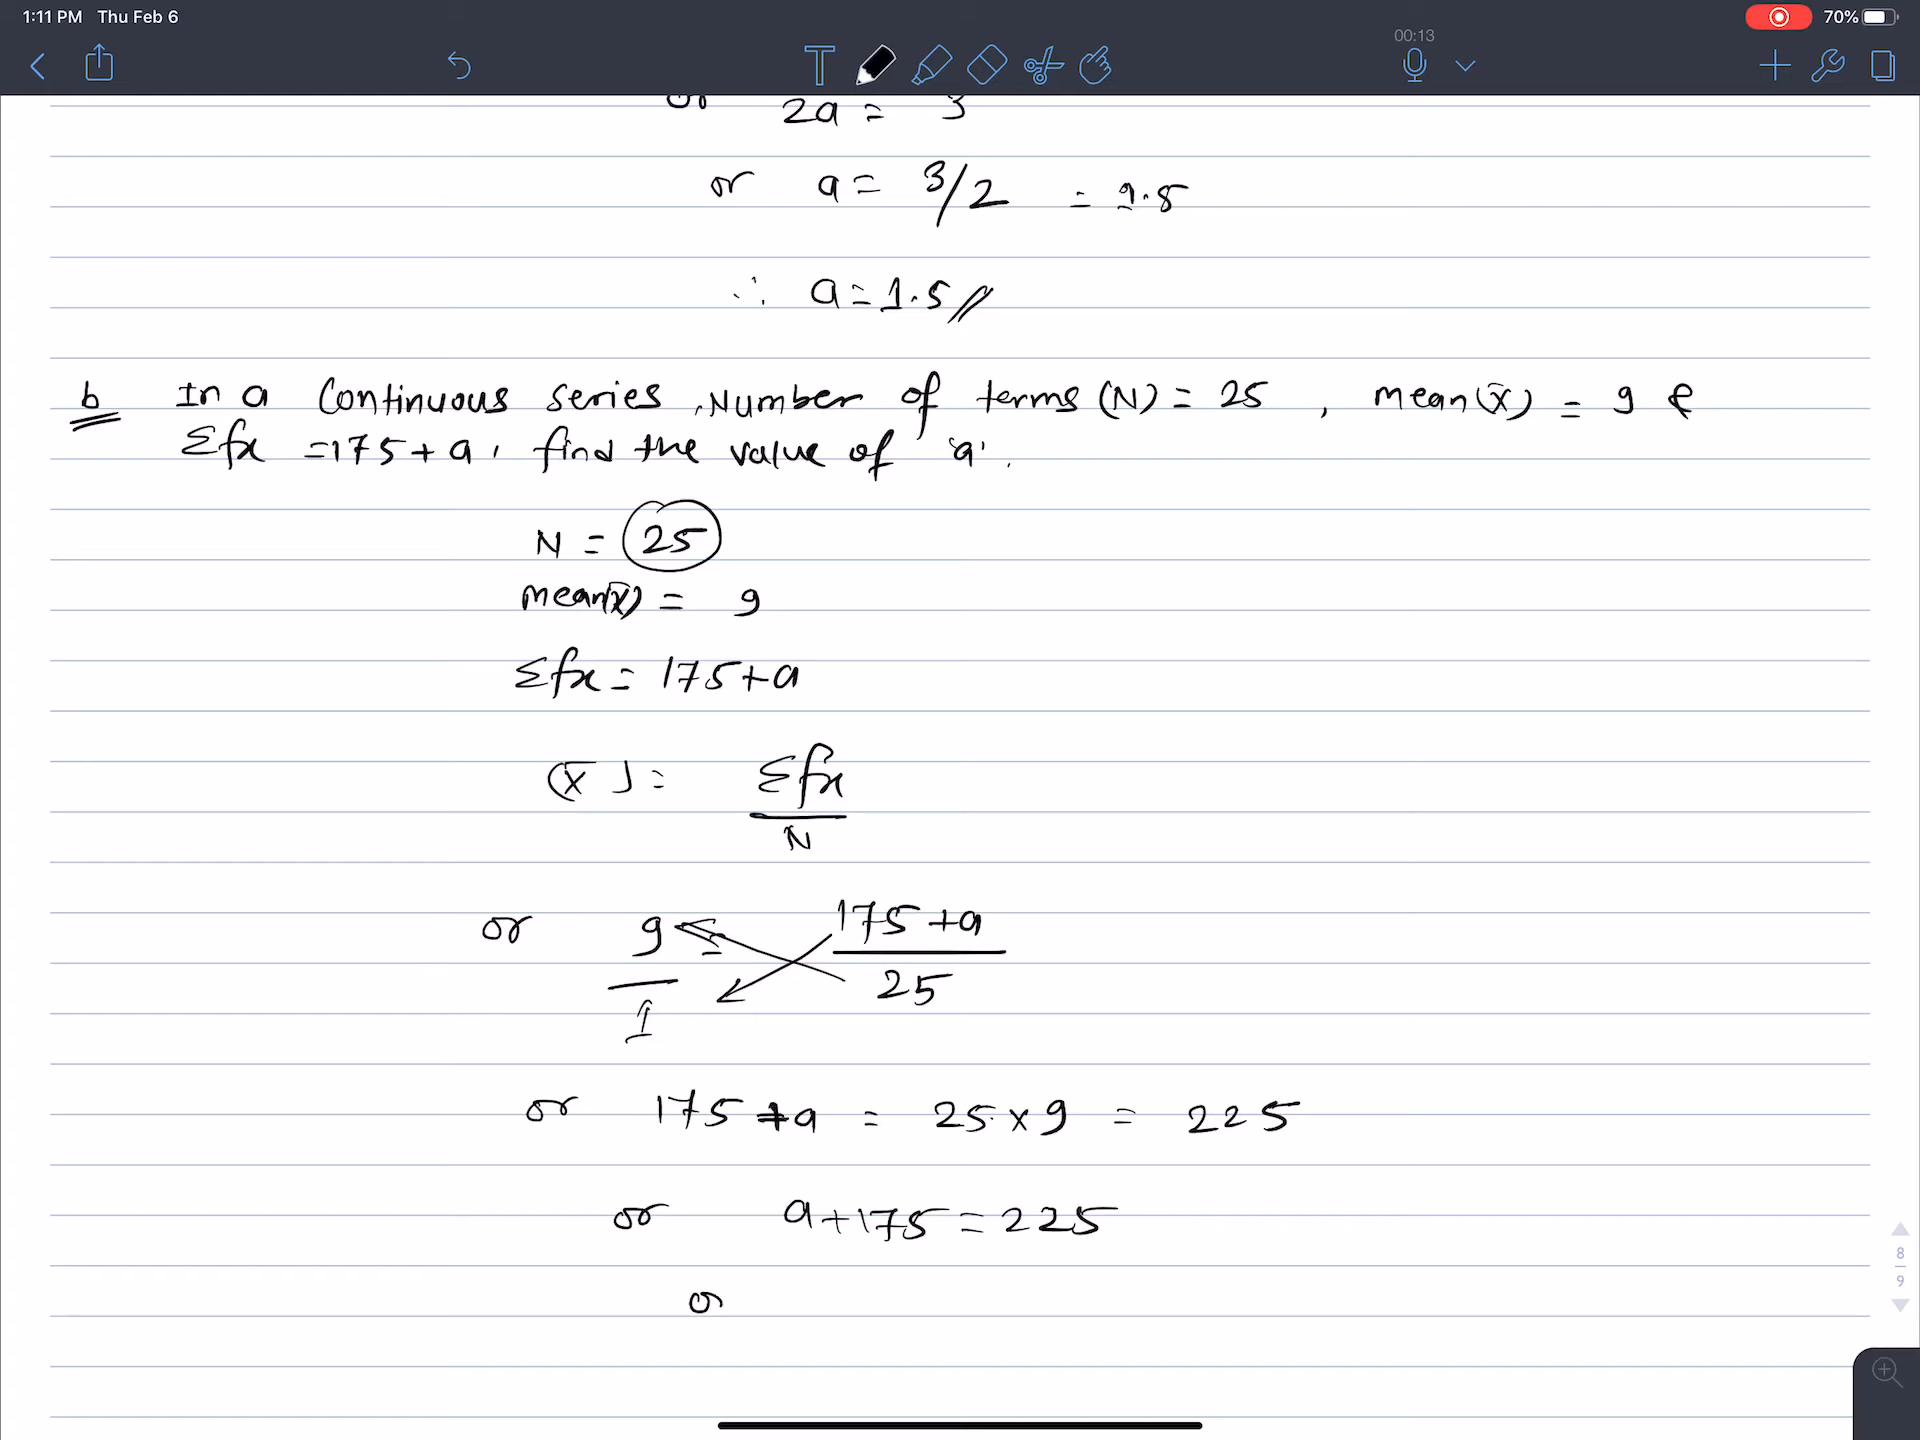 1:11 PM Thu Feb 6
70%
00:13
or 2a = 3
or a = 3/2 = 1.5
∴ a = 1.5 //
b In a Continuous series, Number of terms (N) = 25 , mean (x̄) = 9 &
Σfx = 175 + a, find the value of 'a'.
N = 25
mean(x̄) = 9
Σfx = 175+a
(x̄) = Σfx
N
or 9 = 175 + a
1 25
or 175 + a = 25 × 9 = 225
or a + 175 = 225
or
8
9